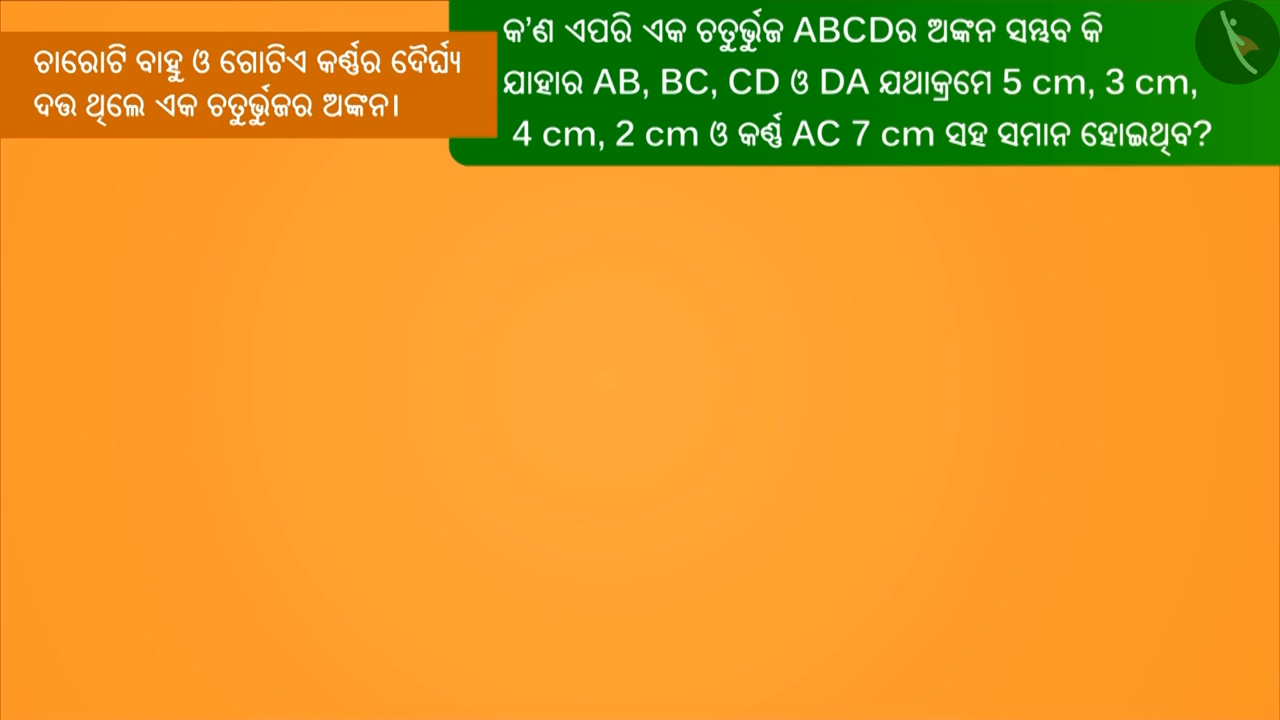 ଚାରୋଟି ବାହୁ ଓ ଗୋଟିଏ କର୍ଣ୍ଣର ଦୈର୍ଘ୍ୟ
ଦତ୍ତ ଥିଲେ ଏକ ଚତୁର୍ଭୁଜର ଅଙ୍କନ।
କ'ଣ ଏପରି ଏକ ଚତୁର୍ଭୁଜ ABCDର ଅଙ୍କନ ସମ୍ଭବ କି
ଯାହାର AB, BC, CD ଓ DA ଯଥାକ୍ରମେ 5 cm, 3 cm,
4 cm, 2 cm ଓ କର୍ଣ୍ଣ AC 7 cm ସହ ସମାନ ହୋଇଥିବ?